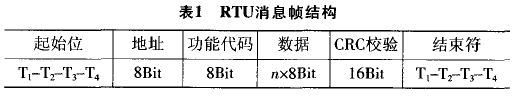 表1 RTU消息帧结构
起始位 地址 功能代码 数据 CRC校验 结束符
T₁-T₂-T₃-T₄ 8Bit 8Bit n×8Bit 16Bit T₁-T₂-T₃-T₄